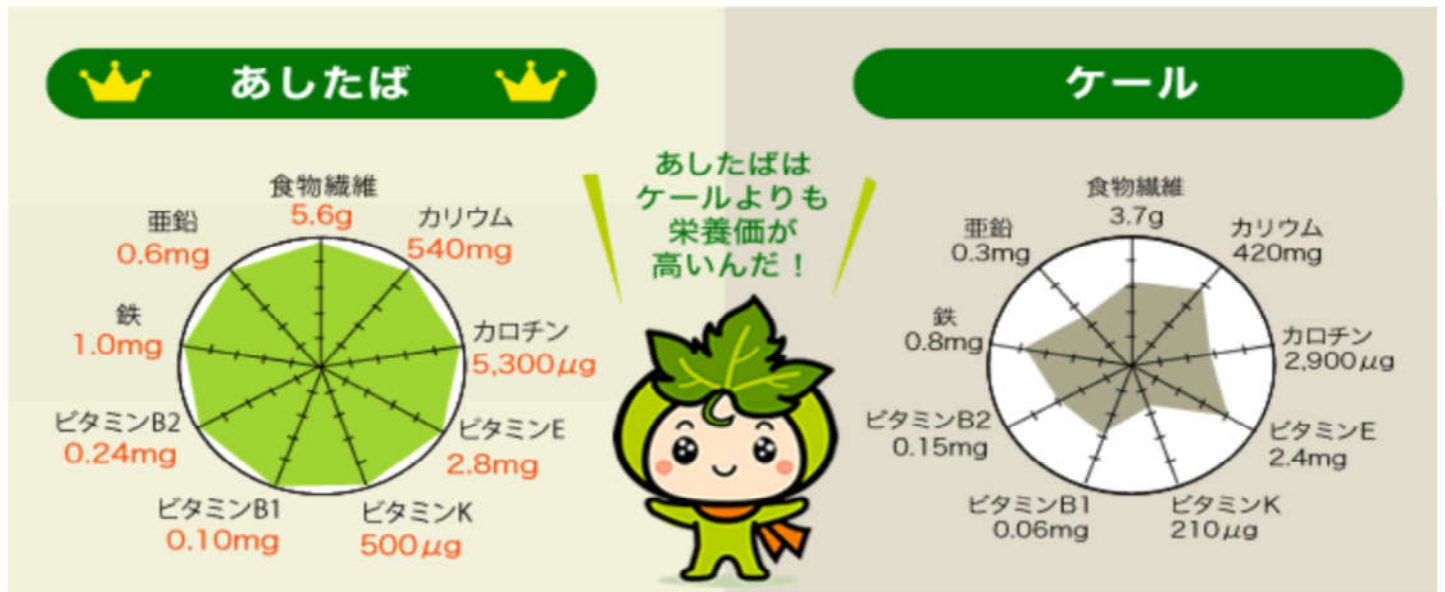 あしたば
ケール
あしたばは
ケールよりも
栄養価が
高いんだ！
食物繊維
5.6g
カリウム
540mg
カロチン
5,300μg
ビタミンE
2.8mg
ビタミンK
500μg
ビタミンB1
0.10mg
ビタミンB2
0.24mg
鉄
1.0mg
亜鉛
0.6mg
食物繊維
3.7g
カリウム
420mg
カロチン
2,900μg
ビタミンE
2.4mg
ビタミンK
210μg
ビタミンB1
0.06mg
ビタミンB2
0.15mg
鉄
0.8mg
亜鉛
0.3mg